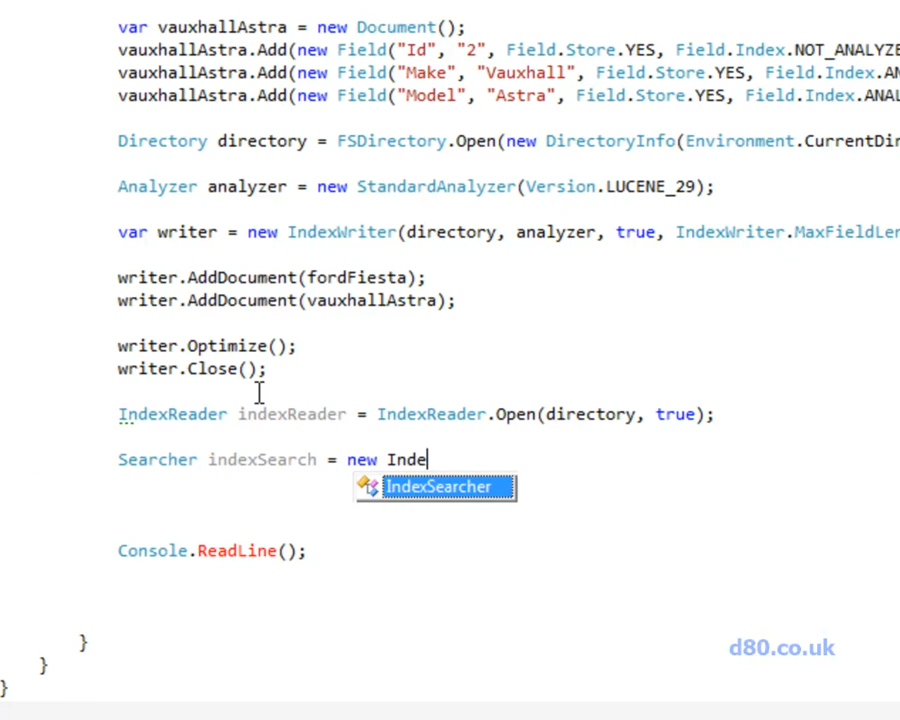 var vauxhallAstra = new Document();
vauxhallAstra.Add(new Field("Id", "2", Field.Store.YES, Field.Index.NOT_ANALYZE
vauxhallAstra.Add(new Field("Make", "Vauxhall", Field.Store.YES, Field.Index.AN
vauxhallAstra.Add(new Field("Model", "Astra", Field.Store.YES, Field.Index.ANAL
Directory directory = FSDirectory.Open(new DirectoryInfo(Environment.CurrentDir
Analyzer analyzer = new StandardAnalyzer(Version.LUCENE_29);
var writer = new IndexWriter(directory, analyzer, true, IndexWriter.MaxFieldLen
writer.AddDocument(fordFiesta);
writer.AddDocument(vauxhallAstra);
writer.Optimize();
writer.Close();
IndexReader indexReader = IndexReader.Open(directory, true);
Searcher indexSearch = new Inde
IndexSearcher
Console.ReadLine();
}
}
}
d80.co.uk